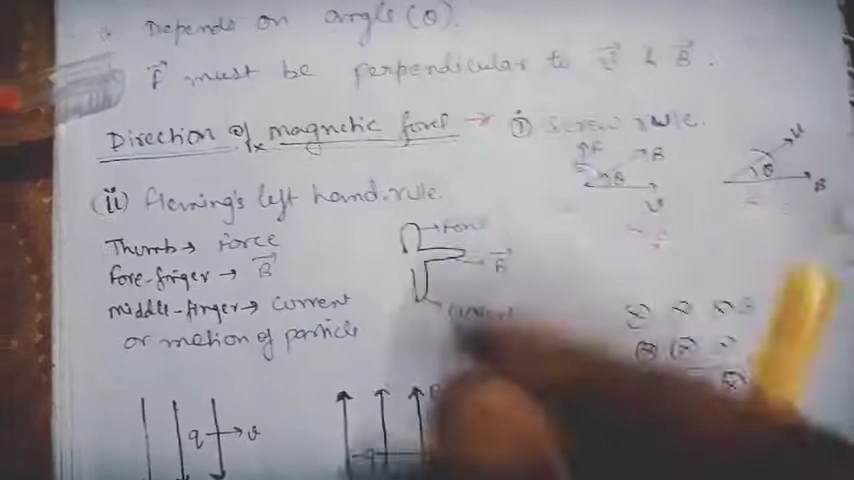 Depends on angle (θ).
F⃗ must be perpendicular to v⃗ & B⃗.
Direction of magnetic force → (i) Screw rule.
F B θ v
v θ B
(ii) Fleming's left hand rule.
Thumb → Force
Fore-finger → B⃗
Middle-finger → current
or motion of particle
Force
B⃗
q v
q